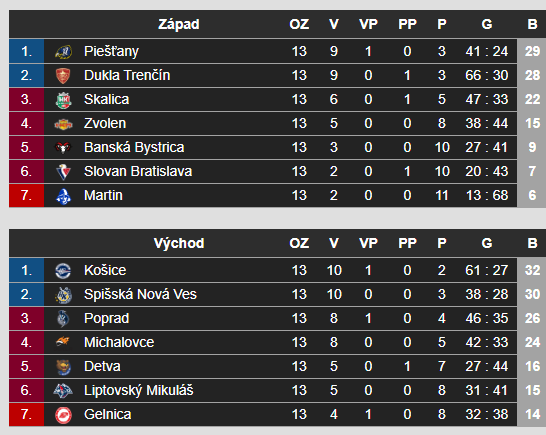 Západ OZ V VP PP P G B
1. Piešťany 13 9 1 0 3 41 : 24 29
2. Dukla Trenčín 13 9 0 1 3 66 : 30 28
3. Skalica 13 6 0 1 5 47 : 33 22
4. Zvolen 13 5 0 0 8 38 : 44 15
5. Banská Bystrica 13 3 0 0 10 27 : 41 9
6. Slovan Bratislava 13 2 0 1 10 20 : 43 7
7. Martin 13 2 0 0 11 13 : 68 6
Východ OZ V VP PP P G B
1. Košice 13 10 1 0 2 61 : 27 32
2. Spišská Nová Ves 13 10 0 0 3 38 : 28 30
3. Poprad 13 8 1 0 4 46 : 35 26
4. Michalovce 13 8 0 0 5 42 : 33 24
5. Detva 13 5 0 1 7 27 : 44 16
6. Liptovský Mikuláš 13 5 0 0 8 31 : 41 15
7. Gelnica 13 4 1 0 8 32 : 38 14